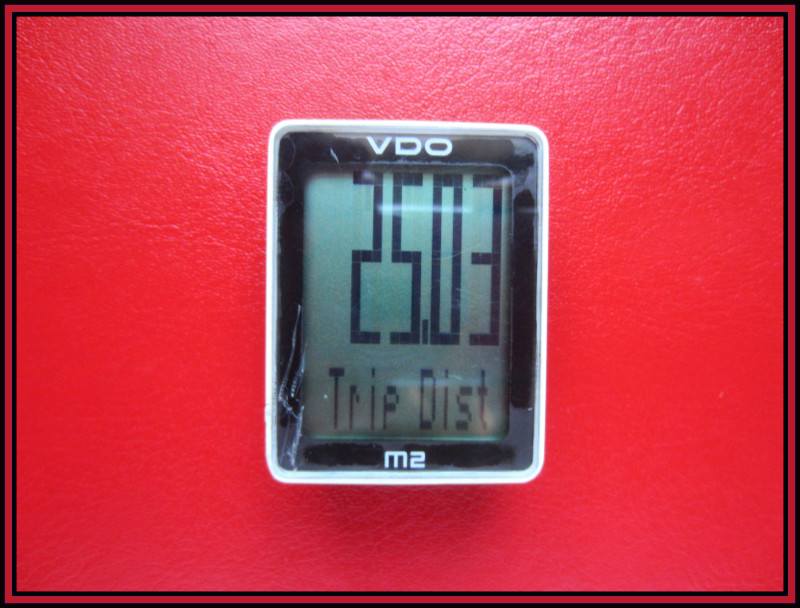 VDO
25.03
Trip Dist
m2